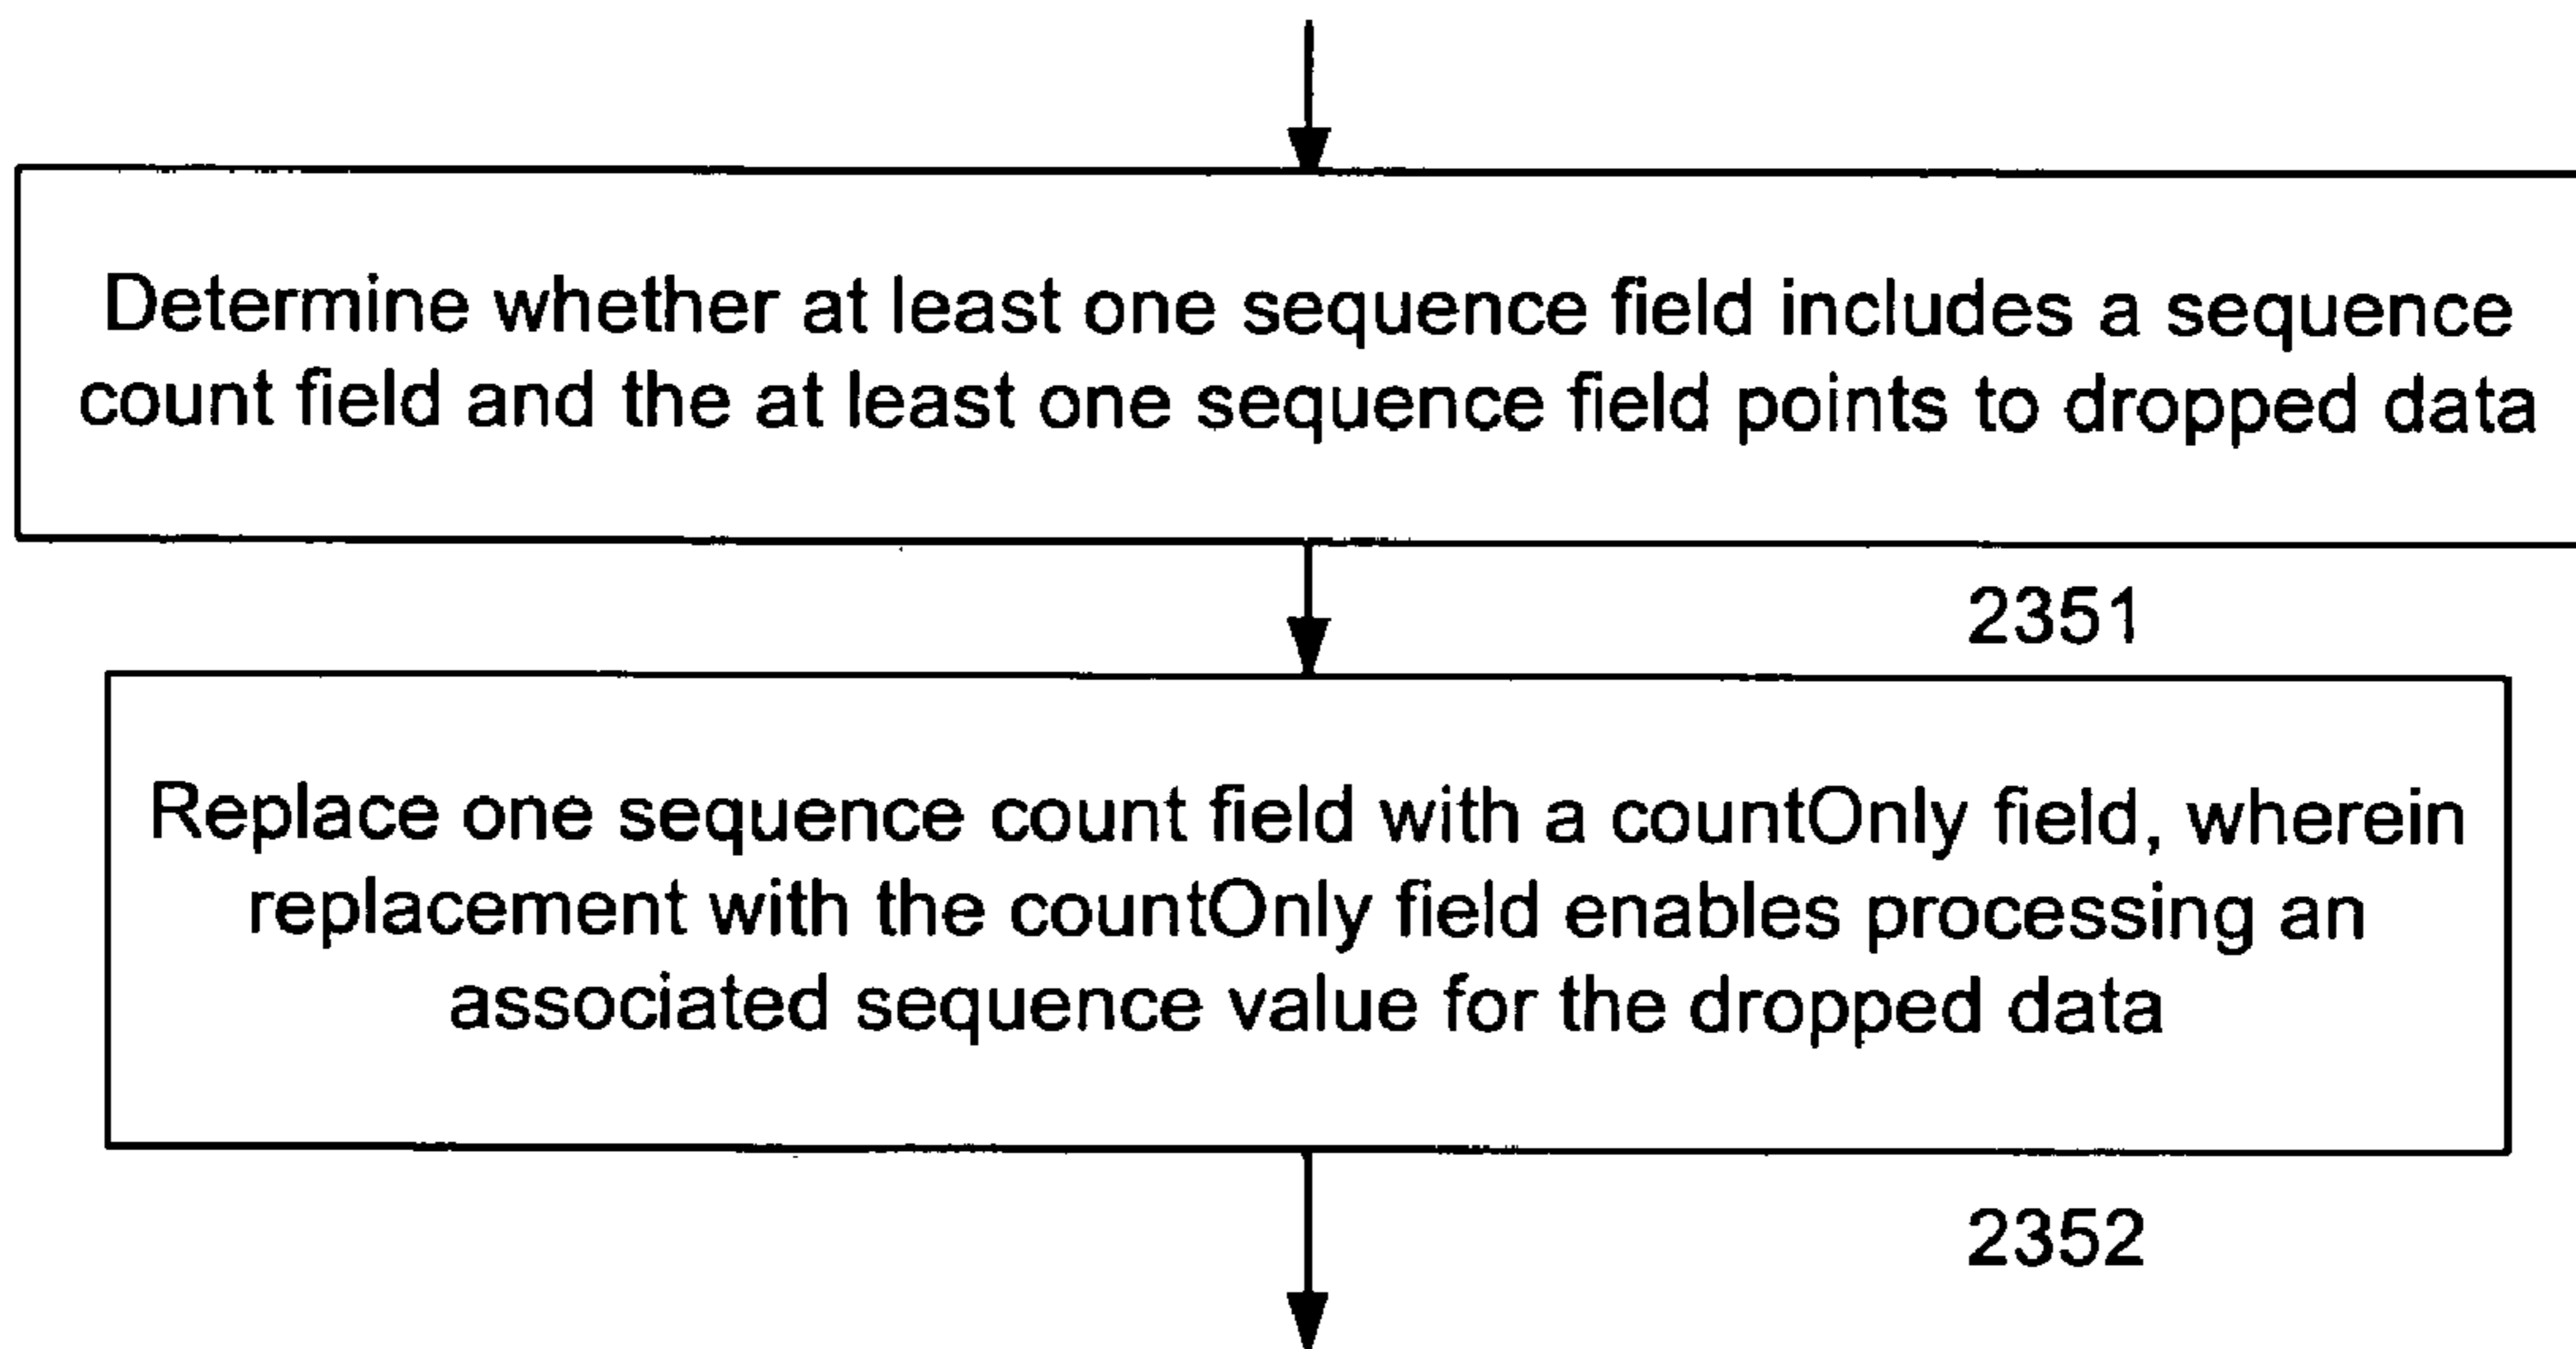 Determine whether at least one sequence field includes a sequence
count field and the at least one sequence field points to dropped data
2351
Replace one sequence count field with a countOnly field, wherein
replacement with the countOnly field enables processing an
associated sequence value for the dropped data
2352